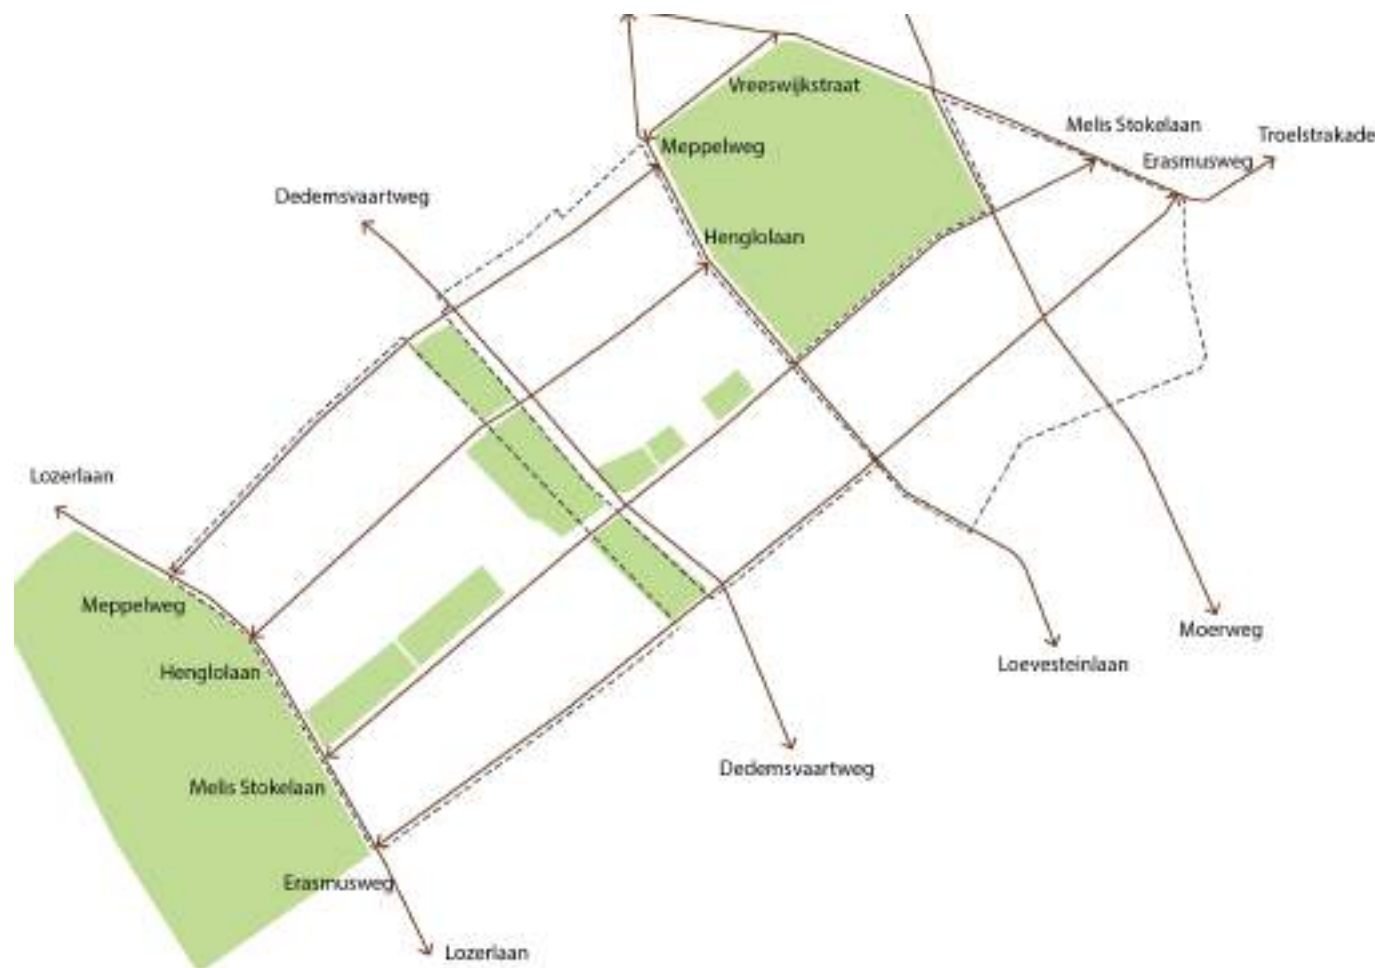 Vreeswijkstraat
Melis Stokelaan
Troelstrakade
Meppelweg
Erasmusweg
Dedemsvaartweg
Henglolaan
Lozerlaan
Meppelweg
Moerweg
Henglolaan
Loevesteinlaan
Dedemsvaartweg
Melis Stokelaan
Erasmusweg
Lozerlaan